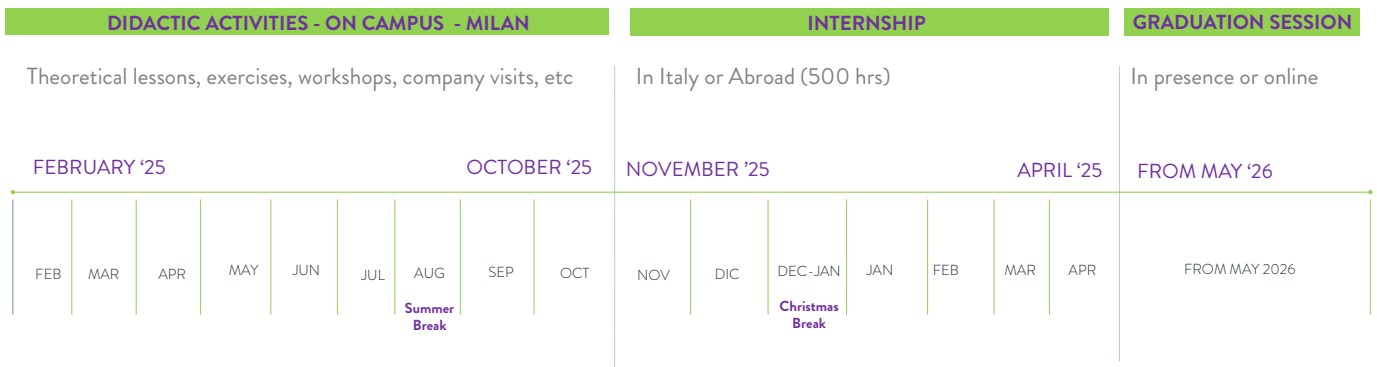 DIDACTIC ACTIVITIES - ON CAMPUS - MILAN
INTERNSHIP
GRADUATION SESSION
Theoretical lessons, exercises, workshops, company visits, etc
In Italy or Abroad (500 hrs)
In presence or online
FEBRUARY ‘25
OCTOBER ‘25
NOVEMBER ’25
APRIL ‘25
FROM MAY ‘26
FEB
MAR
APR
MAY
JUN
JUL
AUG
SEP
OCT
NOV
DIC
DEC-JAN
JAN
FEB
MAR
APR
FROM MAY 2026
Summer
Break
Christmas
Break